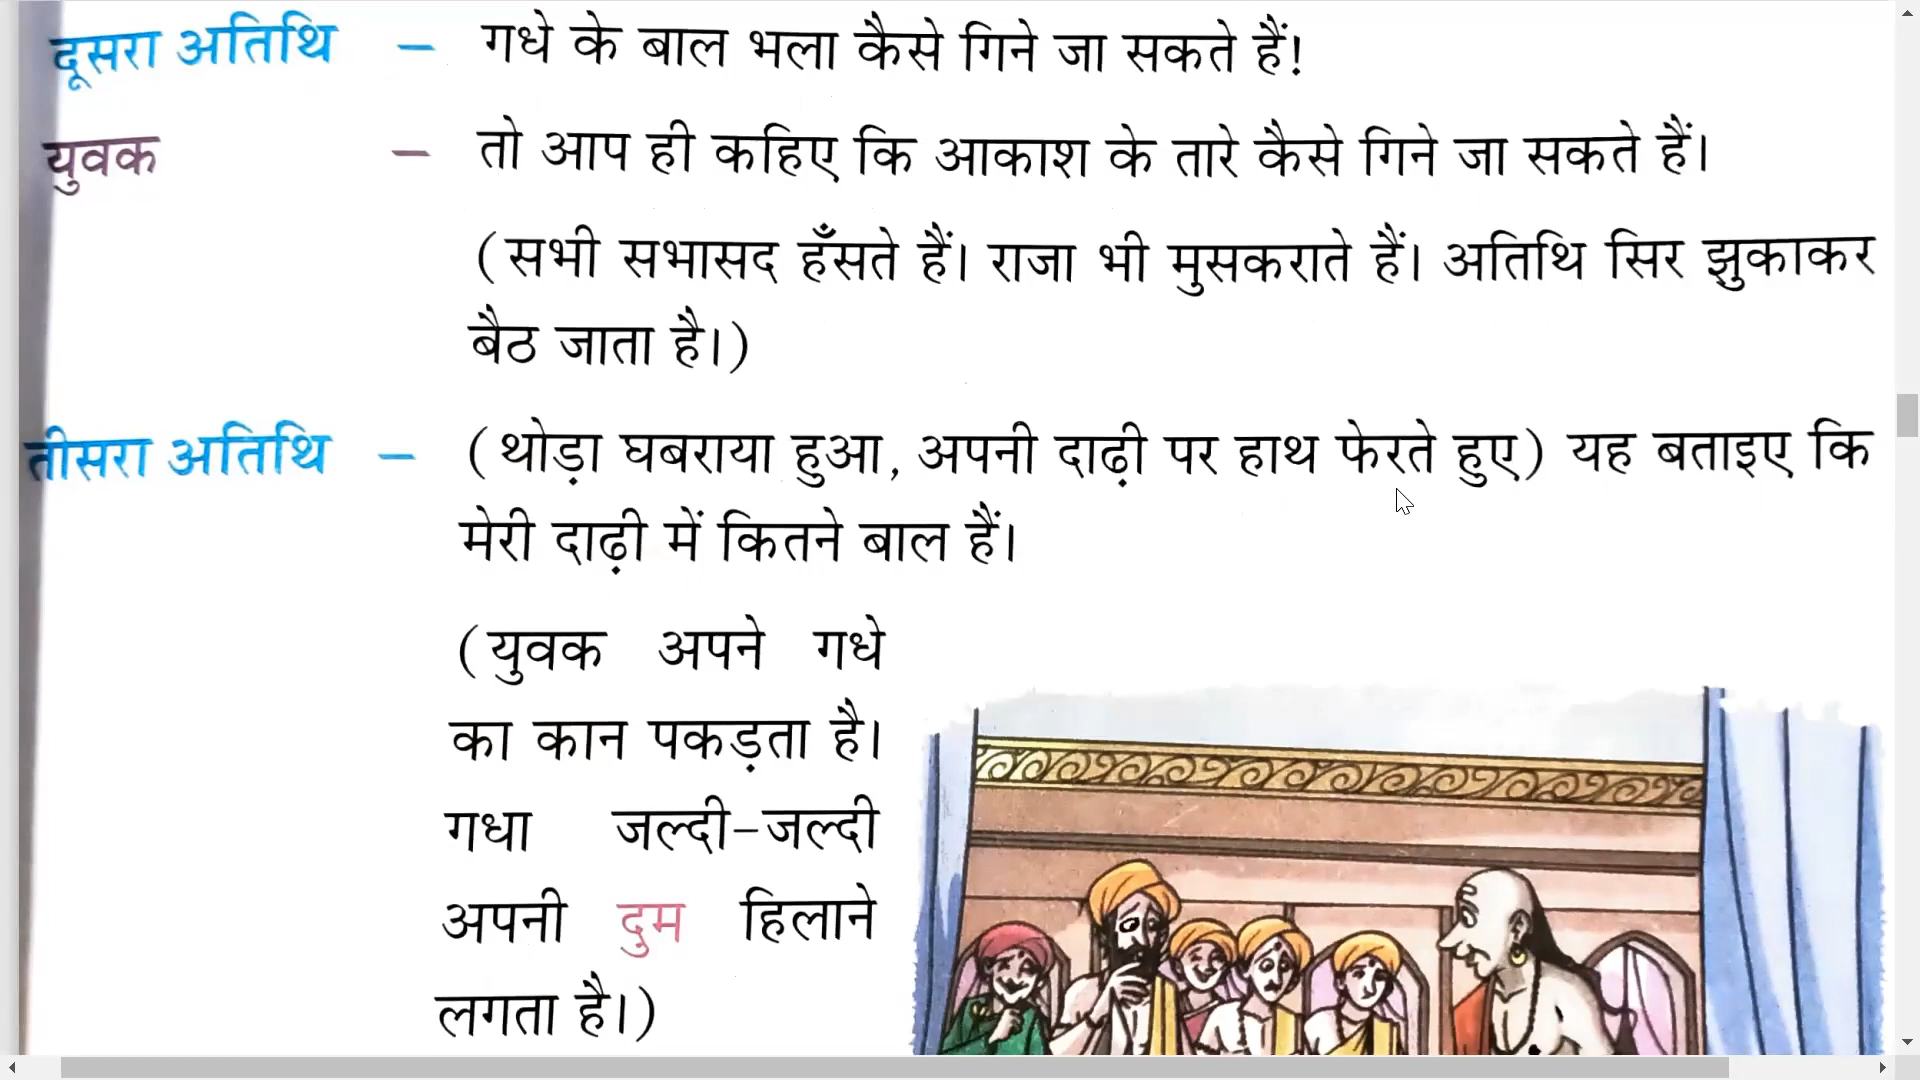 दूसरा अतिथि – गधे के बाल भला कैसे गिने जा सकते हैं!
युवक – तो आप ही कहिए कि आकाश के तारे कैसे गिने जा सकते हैं।
(सभी सभासद हँसते हैं। राजा भी मुसकराते हैं। अतिथि सिर झुकाकर
बैठ जाता है।)
तीसरा अतिथि – (थोड़ा घबराया हुआ, अपनी दाढ़ी पर हाथ फेरते हुए) यह बताइए कि
मेरी दाढ़ी में कितने बाल हैं।
(युवक अपने गधे
का कान पकड़ता है।
गधा जल्दी-जल्दी
अपनी दुम हिलाने
लगता है।)